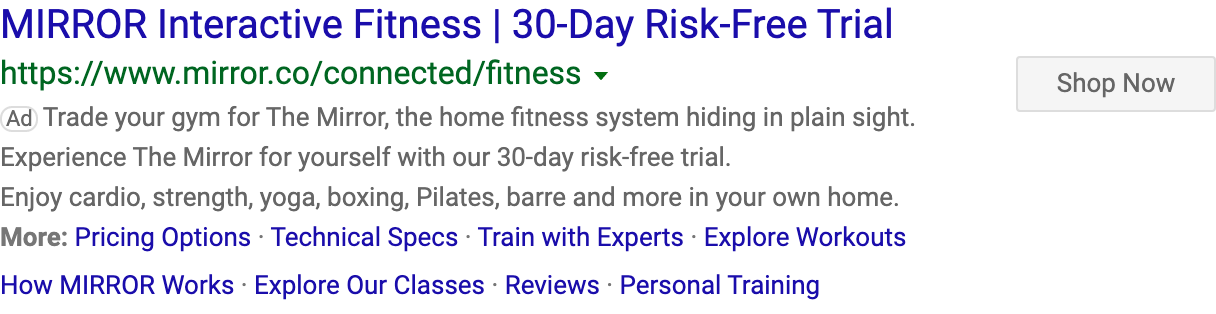 MIRROR Interactive Fitness | 30-Day Risk-Free Trial
https://www.mirror.co/connected/fitness
Shop Now
Ad Trade your gym for The Mirror, the home fitness system hiding in plain sight.
Experience The Mirror for yourself with our 30-day risk-free trial.
Enjoy cardio, strength, yoga, boxing, Pilates, barre and more in your own home.
More: Pricing Options · Technical Specs · Train with Experts · Explore Workouts
How MIRROR Works · Explore Our Classes · Reviews · Personal Training